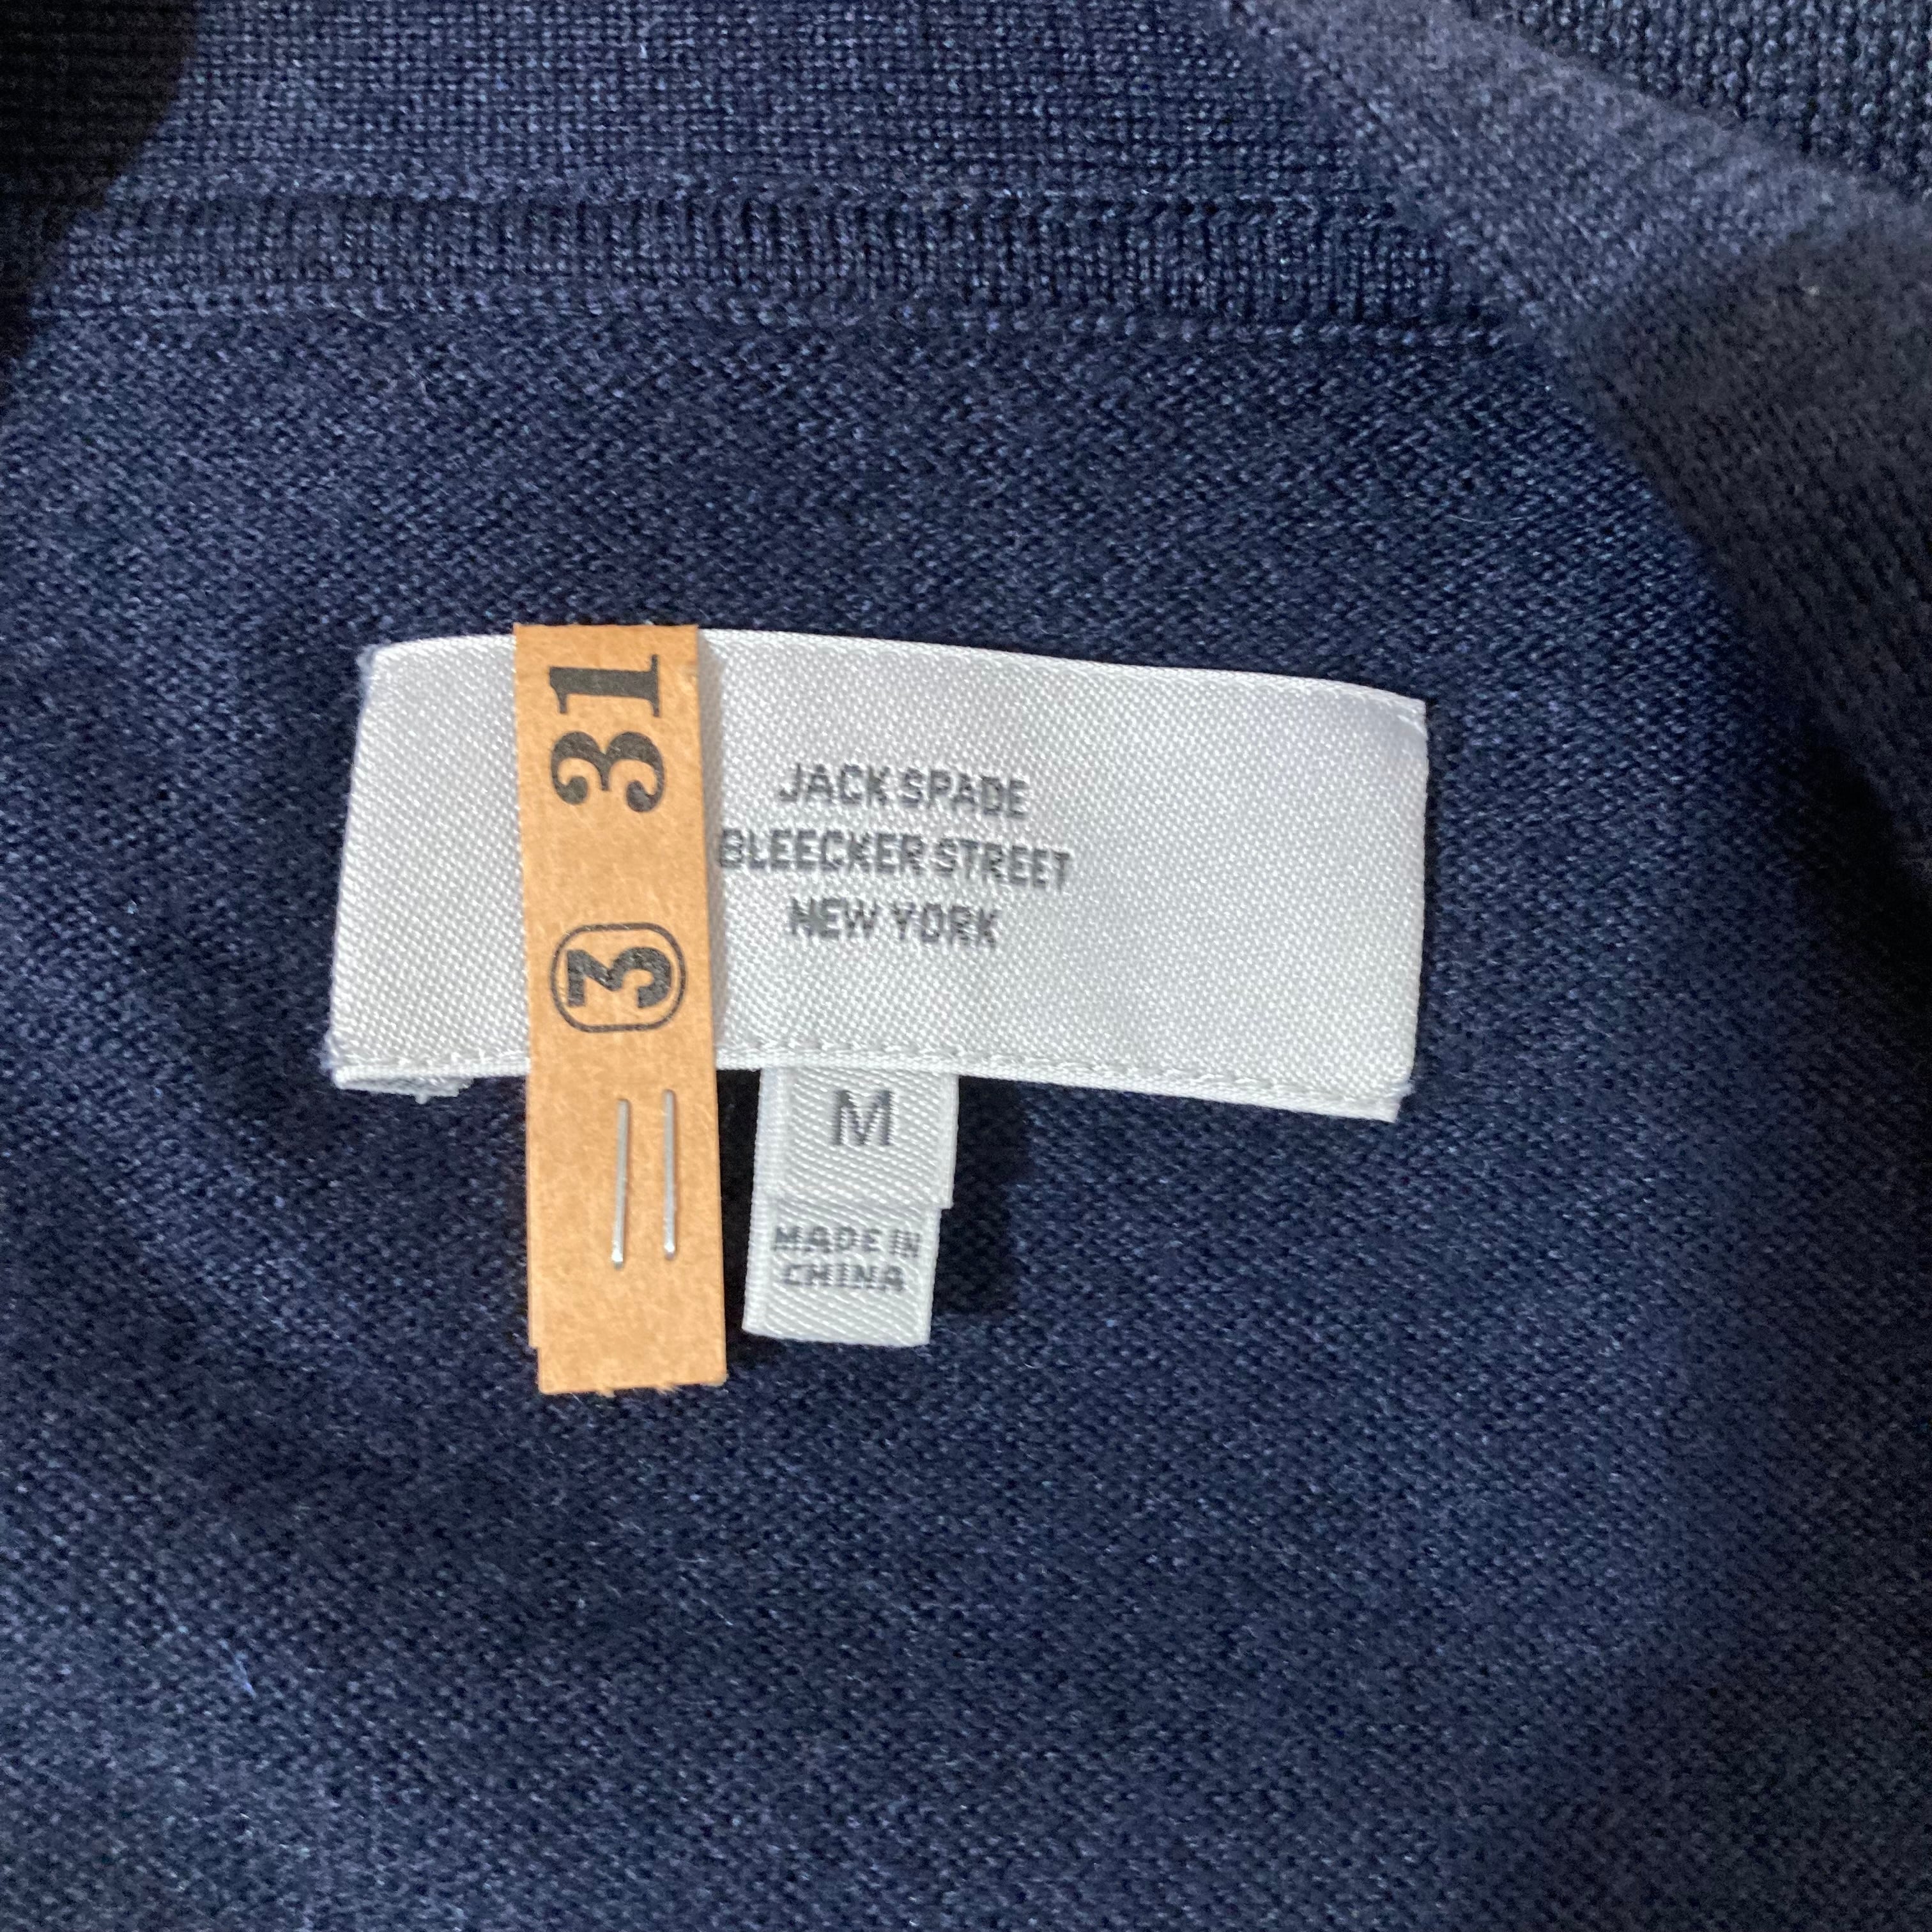 31 3
JACK SPADE
BLEECKER STREET
NEW YORK
M
MADE IN
CHINA